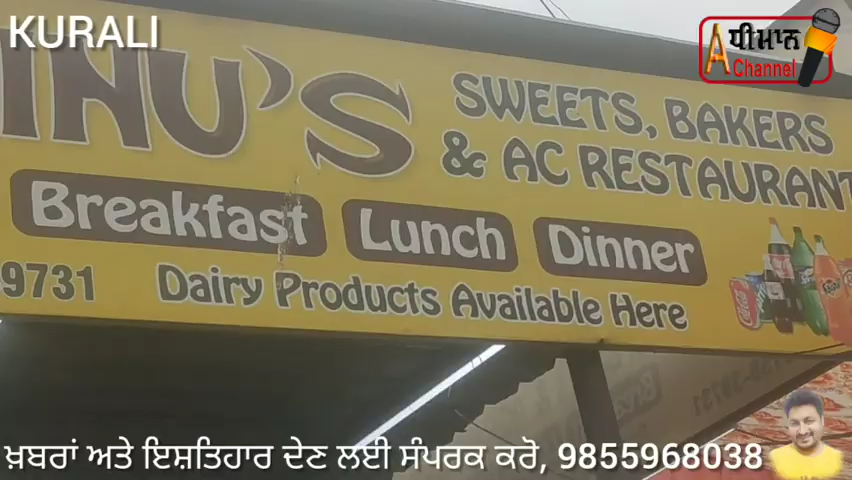 KURALI
ਧੀਮਾਨ
A Channel
SWEETS, BAKERS
& AC RESTAURANT
Breakfast Lunch Dinner
9731 Dairy Products Available Here
ਖ਼ਬਰਾਂ ਅਤੇ ਇਸ਼ਤਿਹਾਰ ਦੇਣ ਲਈ ਸੰਪਰਕ ਕਰੋ, 9855968038